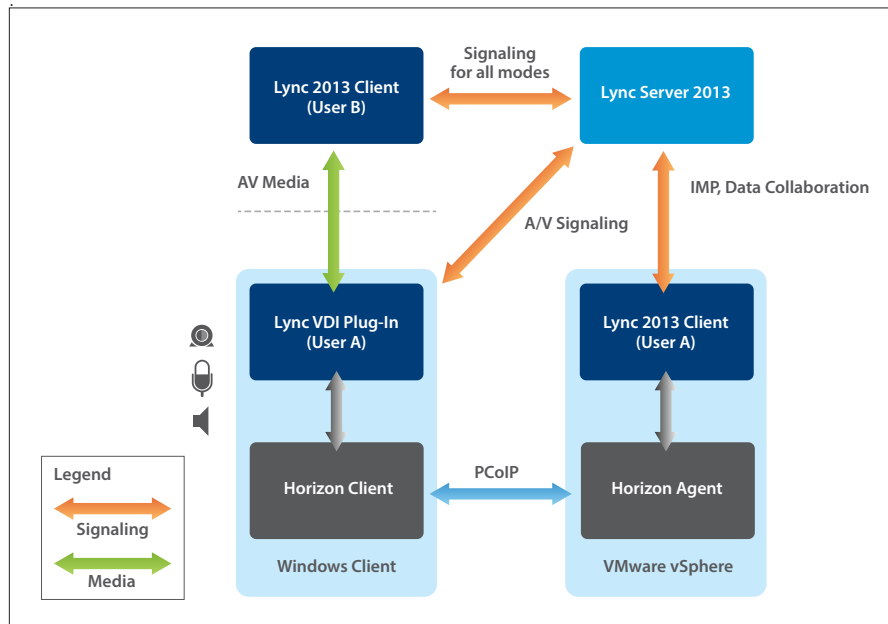 Signaling
for all modes
Lync 2013 Client
(User B)
Lync Server 2013
AV Media
IMP, Data Collaboration
A/V Signaling
Lync VDI Plug-In
(User A)
Lync 2013 Client
(User A)
Legend
Signaling
Media
Horizon Client
PCoIP
Horizon Agent
Windows Client
VMware vSphere